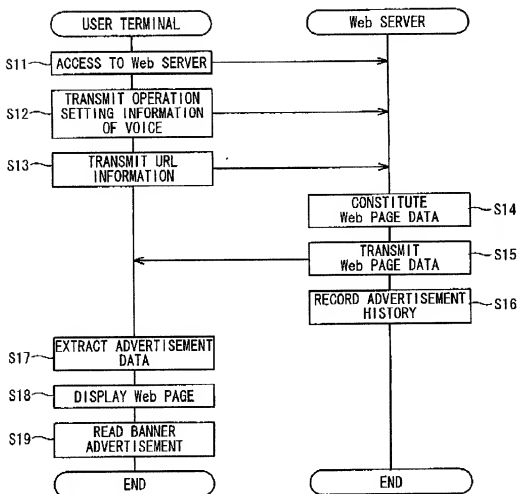 USER TERMINAL
Web SERVER
S11
ACCESS TO Web SERVER
S12
TRANSMIT OPERATION
SETTING INFORMATION
OF VOICE
S13
TRANSMIT URL
INFORMATION
CONSTITUTE
Web PAGE DATA
S14
TRANSMIT
Web PAGE DATA
S15
RECORD ADVERTISEMENT
HISTORY
S16
S17
EXTRACT ADVERTISEMENT
DATA
S18
DISPLAY Web PAGE
S19
READ BANNER
ADVERTISEMENT
END
END